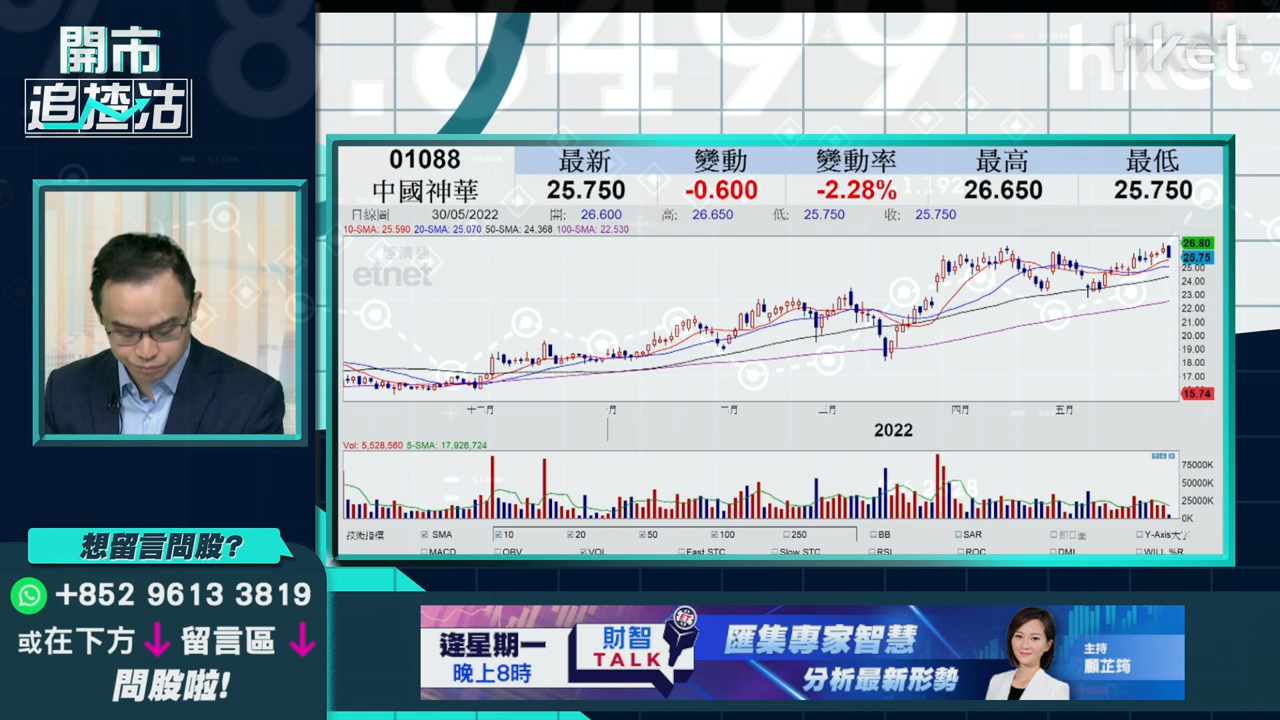 開市
追揸沽
hket
01088
中國神華
最新 變動 變動率 最高 最低
25.750 -0.600 -2.28% 26.650 25.750
日線圖 30/05/2022 開: 26.600 高: 26.650 低: 25.750 收: 25.750
10-SMA: 25.590 20-SMA: 25.070 50-SMA: 24.368 100-SMA: 22.530
經濟通
etnet
26.80
25.75
25.00
24.00
23.00
22.00
21.00
20.00
19.00
18.00
17.00
15.74
十二月 一月 二月 三月 四月 五月
2022
Vol: 5,528,560 5-SMA: 17,926,724
75000K
50000K
25000K
0K
技術指標 SMA 10 20 50 100 250 BB SAR Y-Axis
MACD OBV VOL Fast STC Slow STC RSI ROC DMI WILL %R
想留言問股?
+852 9613 3819
或在下方 留言區
問股啦!
逢星期一
晚上8時
財智
TALK
匯集專家智慧
分析最新形勢
主持
顧芷筠